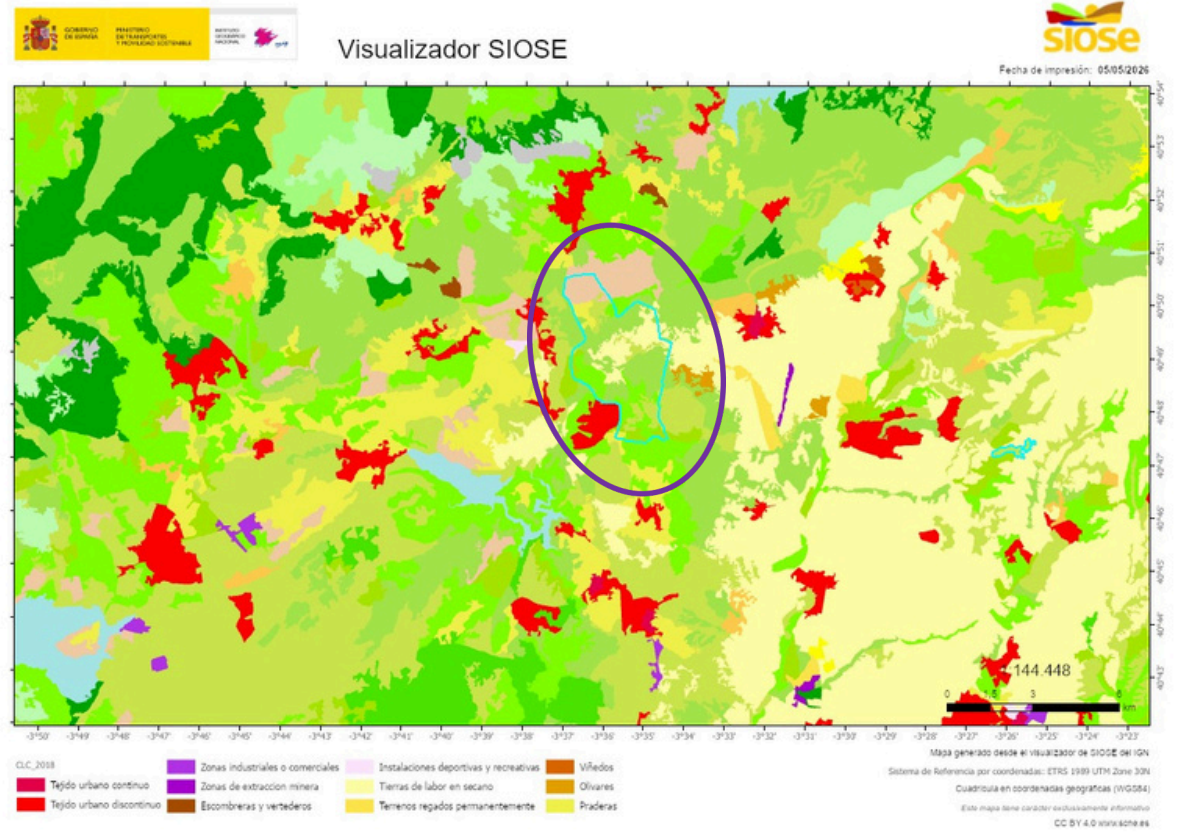 GOBIERNO
DE ESPAÑA
MINISTERIO
DE TRANSPORTES
Y MOVILIDAD SOSTENIBLE
INSTITUTO
GEOGRÁFICO
NACIONAL
Visualizador SIOSE
SIOSE
Fecha de impresión: 05/05/2026
40°54'
40°53'
40°52'
40°51'
40°50'
40°49'
40°48'
40°47'
40°46'
40°45'
40°44'
40°43'
144.448
0 1,5 3 6
km
-3°50' -3°49' -3°48' -3°47' -3°46' -3°45' -3°44' -3°43' -3°42' -3°41' -3°40' -3°39' -3°38' -3°37' -3°36' -3°35' -3°34' -3°33' -3°32' -3°31' -3°30' -3°29' -3°28' -3°27' -3°26' -3°25' -3°24' -3°23'
CLC_2018
Tejido urbano continuo
Tejido urbano discontinuo
Zonas industriales o comerciales
Zonas de extraccion minera
Escombreras y vertederos
Instalaciones deportivas y recreativas
Tierras de labor en secano
Terrenos regados permanentemente
Viñedos
Olivares
Praderas
Mapa generado desde el visualizador de SIOSE del IGN
Sistema de Referencia por coordenadas: ETRS 1989 UTM Zone 30N
Cuadrícula en coordenadas geográficas (WGS84)
Este mapa tiene carácter exclusivamente informativo
CC BY 4.0 www.scne.es